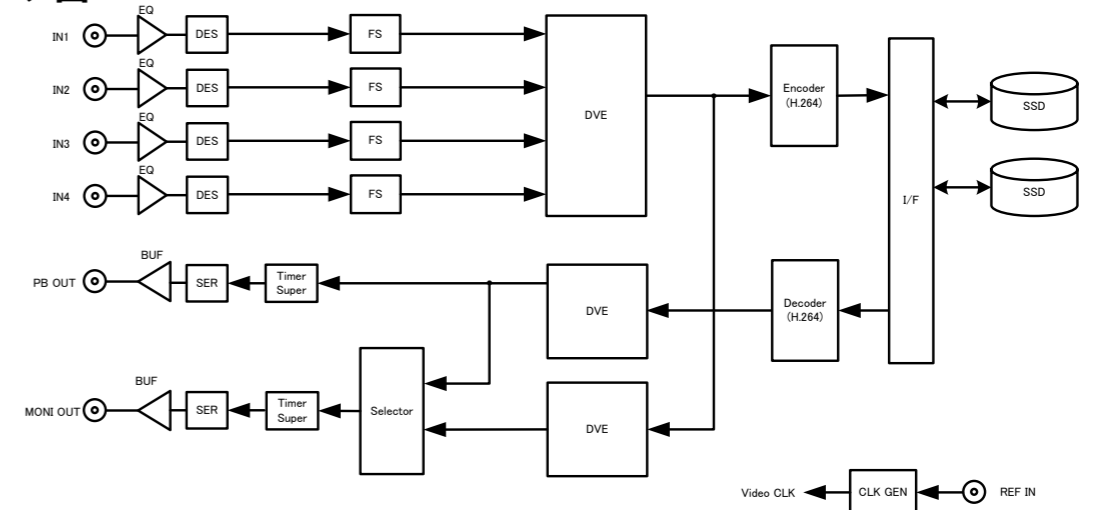 EQ
IN1
DES
FS
EQ
IN2
DES
FS
EQ
IN3
DES
FS
EQ
IN4
DES
FS
DVE
Encoder
(H.264)
I/F
SSD
SSD
BUF
PB OUT
SER
Timer
Super
DVE
Decoder
(H.264)
BUF
MONI OUT
SER
Timer
Super
Selector
DVE
Video CLK
CLK GEN
REF IN